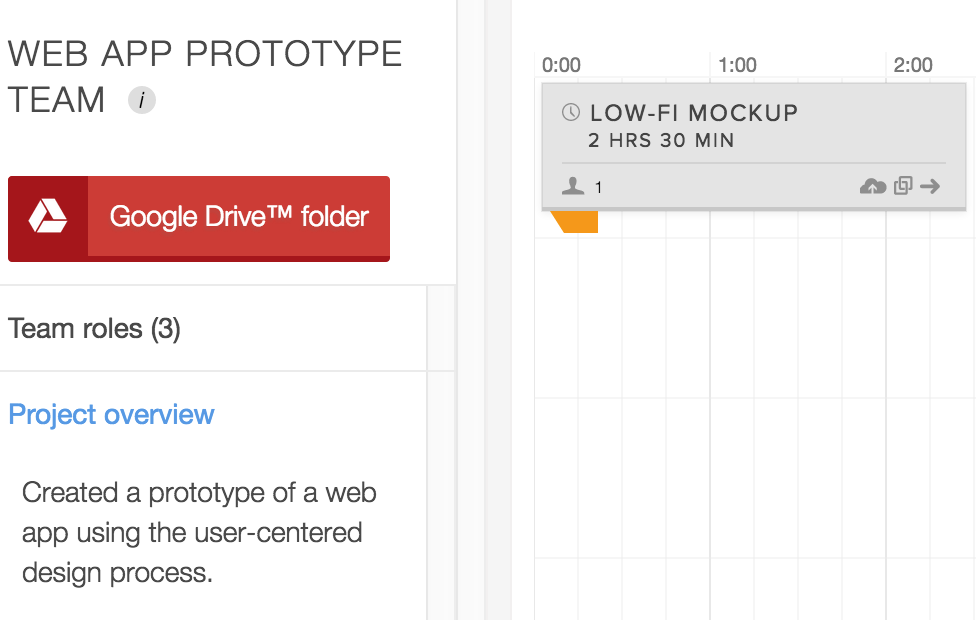 WEB APP PROTOTYPE
TEAM i
Google Drive™ folder
Team roles (3)
Project overview
Created a prototype of a web
app using the user-centered
design process.
0:00 1:00 2:00
LOW-FI MOCKUP
2 HRS 30 MIN
1